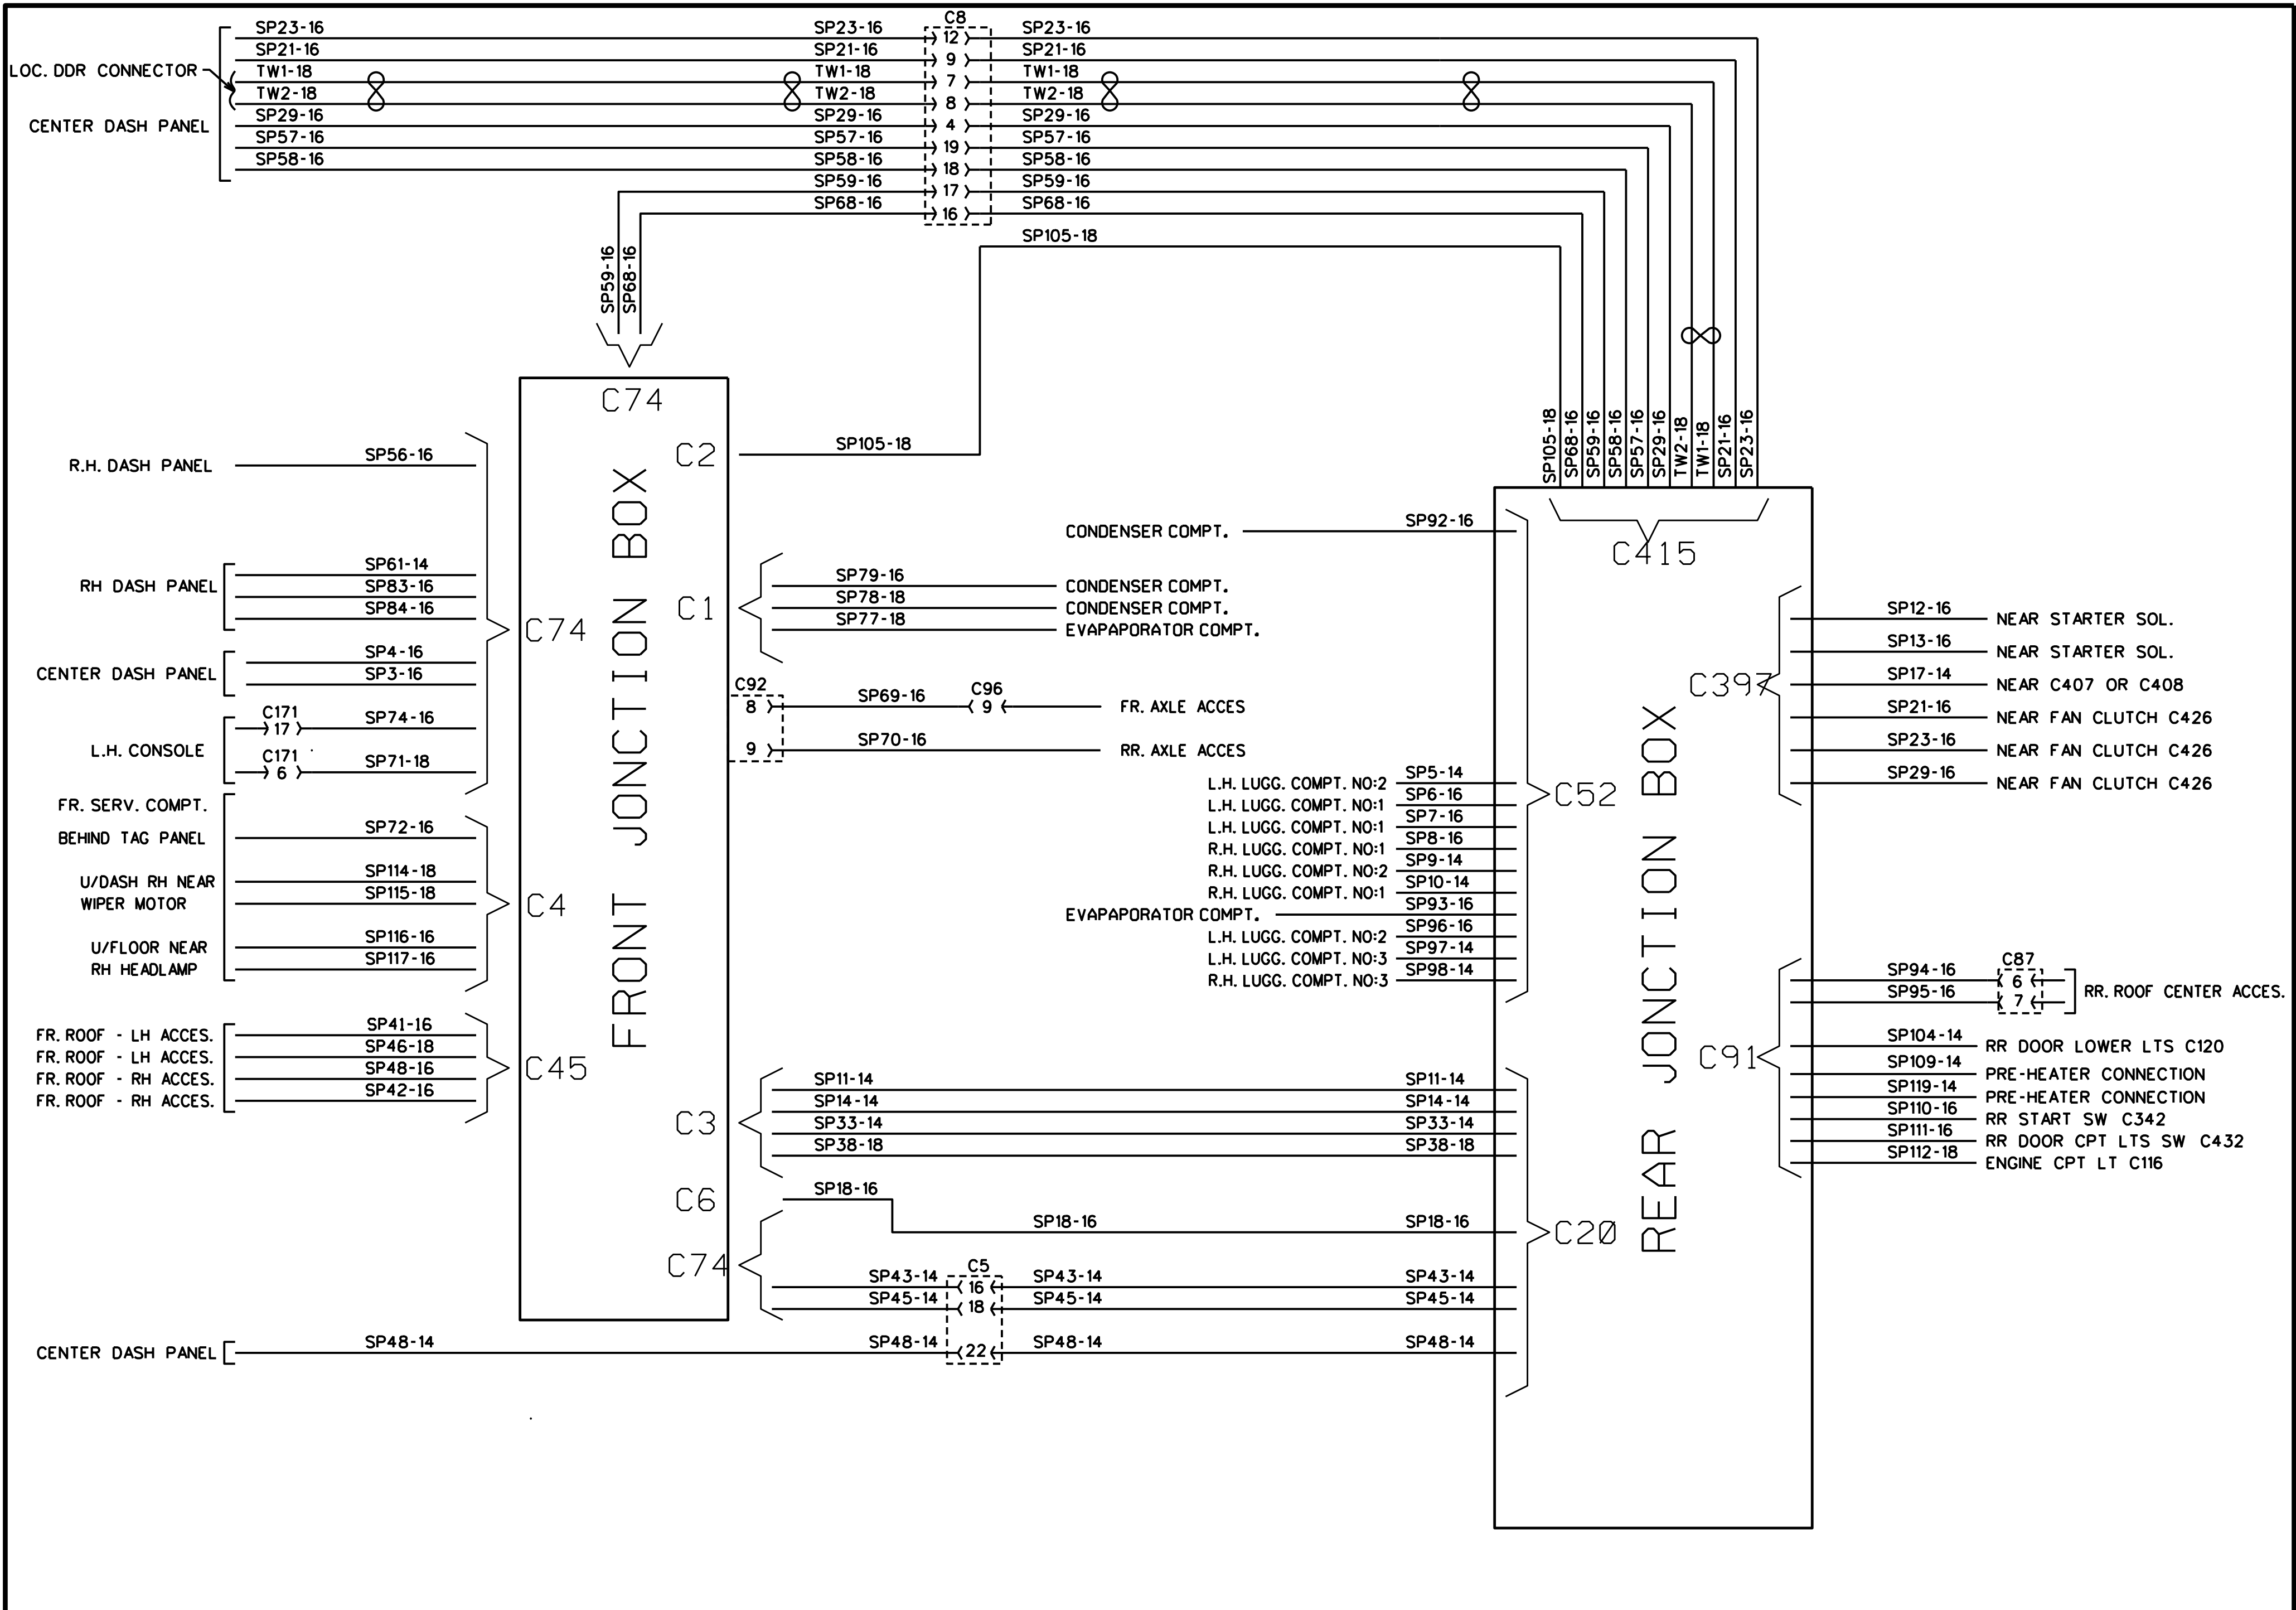 C8
SP23-16 SP23-16 12 SP23-16
SP21-16 SP21-16 9 SP21-16
LOC. DDR CONNECTOR TW1-18 TW1-18 7 TW1-18
TW2-18 TW2-18 8 TW2-18
CENTER DASH PANEL SP29-16 SP29-16 4 SP29-16
SP57-16 SP57-16 19 SP57-16
SP58-16 SP58-16 18 SP58-16
SP59-16 17 SP59-16
SP68-16 16 SP68-16
SP105-18
SP59-16
SP68-16
C74
FRONT JONCTION BOX
C2 SP105-18
SP105-18
SP68-16
SP59-16
SP58-16
SP57-16
SP29-16
TW2-18
TW1-18
SP21-16
SP23-16
C415
REAR JONCTION BOX
R.H. DASH PANEL SP56-16
RH DASH PANEL SP61-14
SP83-16
SP84-16
C74
CENTER DASH PANEL SP4-16
SP3-16
L.H. CONSOLE
C171 17 SP74-16
C171 6 SP71-18
FR. SERV. COMPT.
BEHIND TAG PANEL SP72-16
U/DASH RH NEAR SP114-18
WIPER MOTOR SP115-18
C4
U/FLOOR NEAR SP116-16
RH HEADLAMP SP117-16
FR. ROOF - LH ACCES. SP41-16
FR. ROOF - LH ACCES. SP46-18
FR. ROOF - RH ACCES. SP48-16
FR. ROOF - RH ACCES. SP42-16
C45
C1
SP79-16 CONDENSER COMPT.
SP78-18 CONDENSER COMPT.
SP77-18 EVAPAPORATOR COMPT.
C92
8 SP69-16 C96 9 FR. AXLE ACCES
9 SP70-16 RR. AXLE ACCES
CONDENSER COMPT. SP92-16
L.H. LUGG. COMPT. NO:2 SP5-14
L.H. LUGG. COMPT. NO:1 SP6-16
L.H. LUGG. COMPT. NO:1 SP7-16
R.H. LUGG. COMPT. NO:1 SP8-16
R.H. LUGG. COMPT. NO:2 SP9-14
R.H. LUGG. COMPT. NO:1 SP10-14
EVAPAPORATOR COMPT. SP93-16
L.H. LUGG. COMPT. NO:2 SP96-16
L.H. LUGG. COMPT. NO:3 SP97-14
R.H. LUGG. COMPT. NO:3 SP98-14
C52
C397
SP12-16 NEAR STARTER SOL.
SP13-16 NEAR STARTER SOL.
SP17-14 NEAR C407 OR C408
SP21-16 NEAR FAN CLUTCH C426
SP23-16 NEAR FAN CLUTCH C426
SP29-16 NEAR FAN CLUTCH C426
C87
SP94-16 6
SP95-16 7
RR. ROOF CENTER ACCES.
C91
SP104-14 RR DOOR LOWER LTS C120
SP109-14 PRE-HEATER CONNECTION
SP119-14 PRE-HEATER CONNECTION
SP110-16 RR START SW C342
SP111-16 RR DOOR CPT LTS SW C432
SP112-18 ENGINE CPT LT C116
C3
SP11-14 SP11-14
SP14-14 SP14-14
SP33-14 SP33-14
SP38-18 SP38-18
C6 SP18-16
SP18-16 SP18-16
C20
C74
C5
SP43-14 16 SP43-14 SP43-14
SP45-14 18 SP45-14 SP45-14
CENTER DASH PANEL SP48-14 SP48-14 22 SP48-14 SP48-14